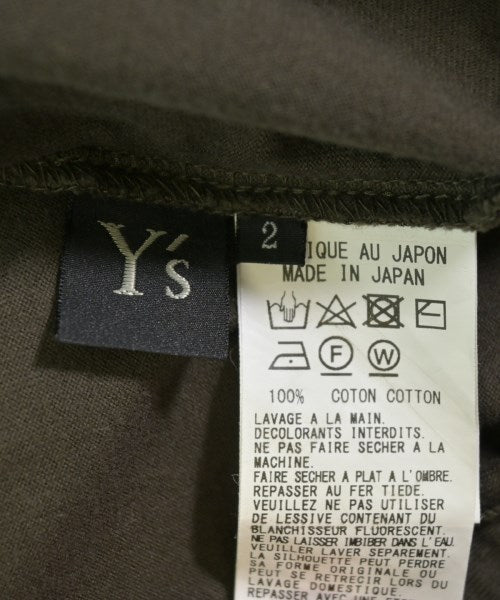 Y's
2
IQUE AU JAPON
MADE IN JAPAN
F
W
100% COTON COTTON
LAVAGE A LA MAIN.
DECOLORANTS INTERDITS.
NE PAS FAIRE SECHER A LA
MACHINE.
FAIRE SECHER A PLAT A L'OMBRE.
REPASSER AU FER TIEDE.
VEUILLEZ NE PAS UTILISER
DE LESSIVE CONTENANT DU
BLANCHISSEUR FLUORESCENT.
NE PAS LAISSER IMBIBER DANS L'EAU.
VEUILLER LAVER SEPAREMENT.
LA SILHOUETTE PEUT PERDRE
SA FORME ORIGINALE OU
PEUT SE RETRECIR LORS DU
LAVAGE DOMESTIQUE.
REPASSER AVEC UNE